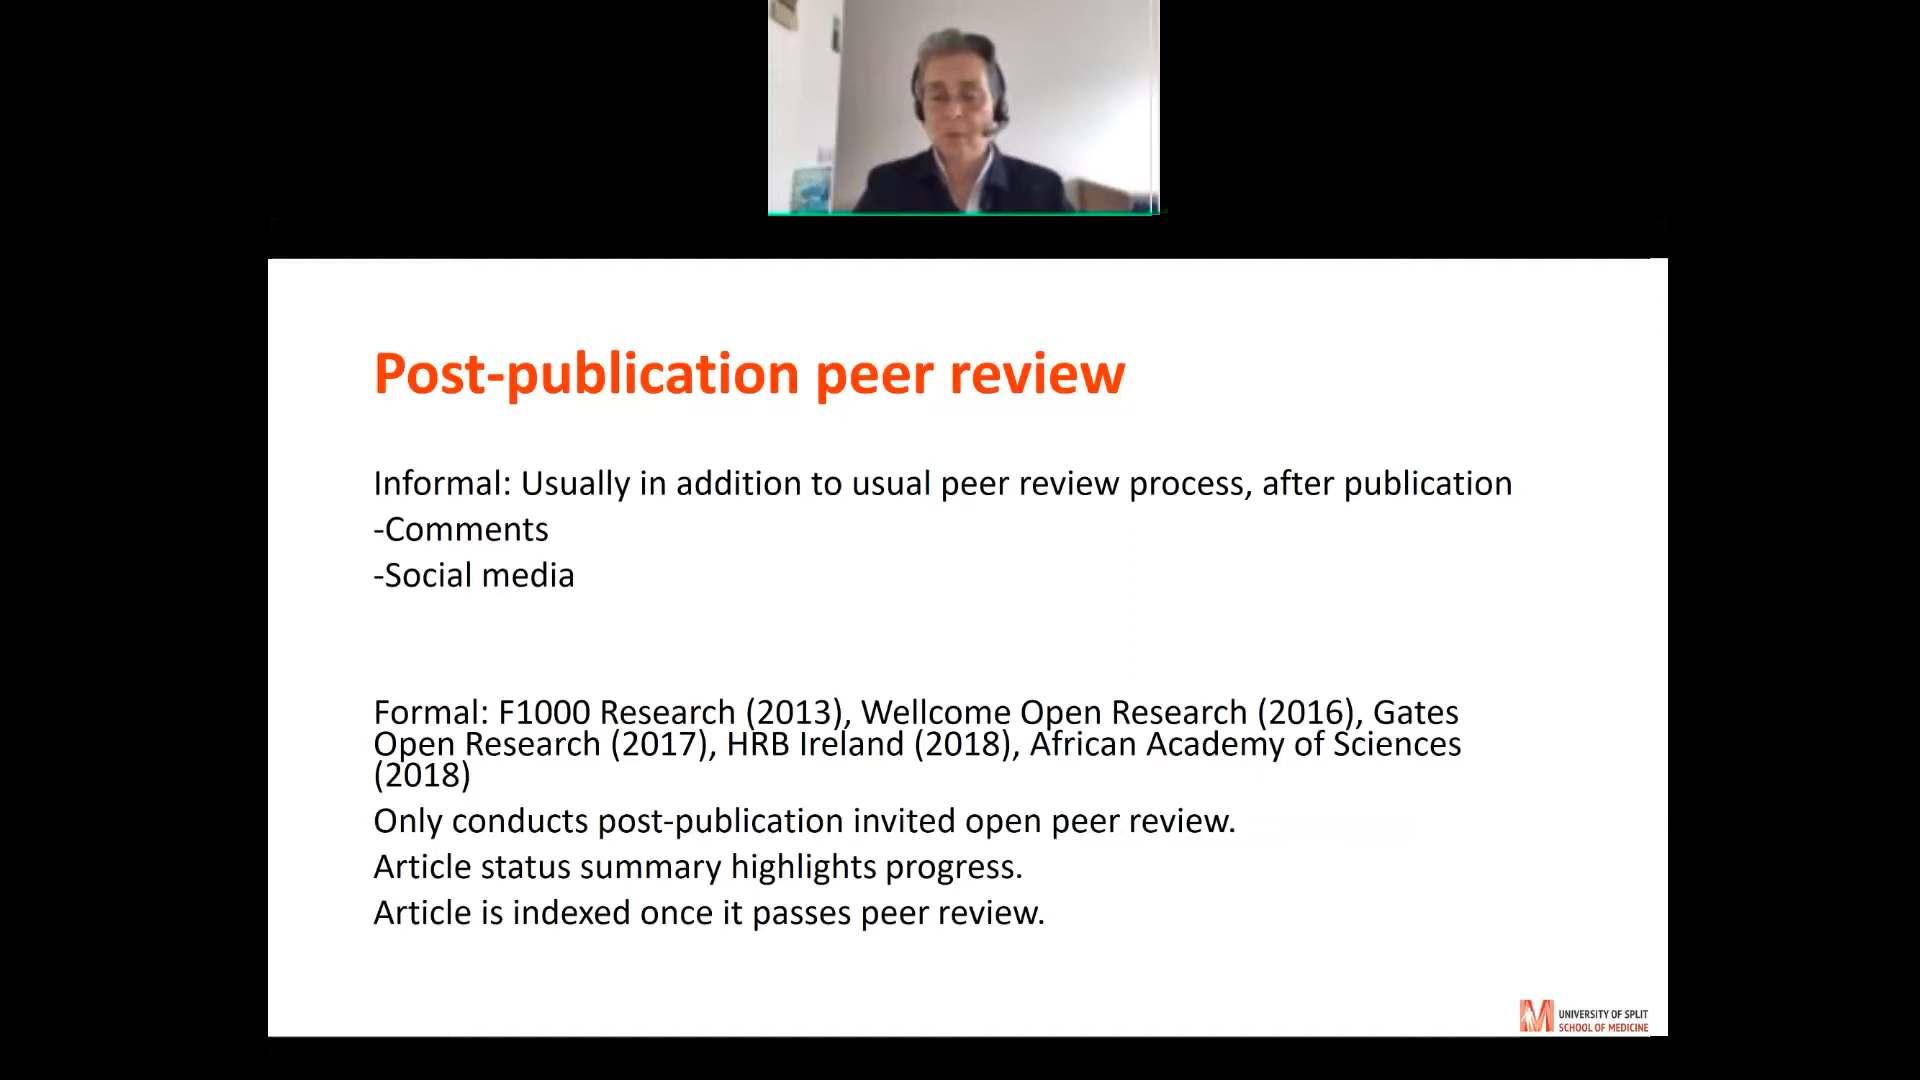 Post-publication peer review
Informal: Usually in addition to usual peer review process, after publication
-Comments
-Social media
Formal: F1000 Research (2013), Wellcome Open Research (2016), Gates
Open Research (2017), HRB Ireland (2018), African Academy of Sciences
(2018)
Only conducts post-publication invited open peer review.
Article status summary highlights progress.
Article is indexed once it passes peer review.
UNIVERSITY OF SPLIT
SCHOOL OF MEDICINE